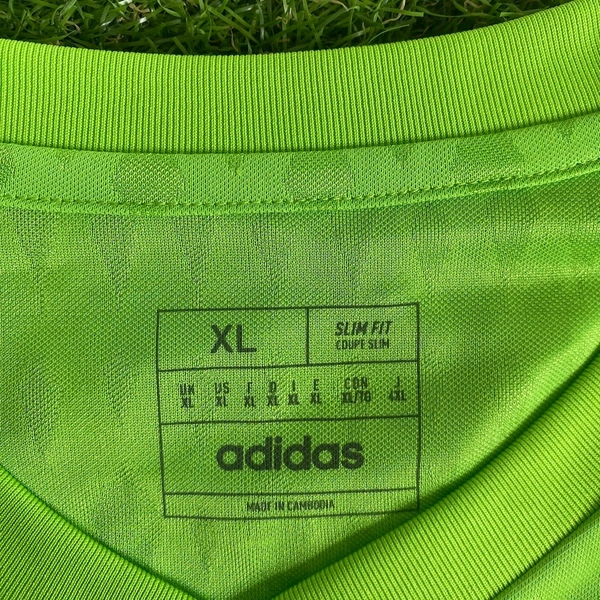 XL
SLIM FIT
COUPE SLIM
UK US F D I E CON J
XL XL XL XL XL XL XL/TG 4XL
adidas
MADE IN CAMBODIA